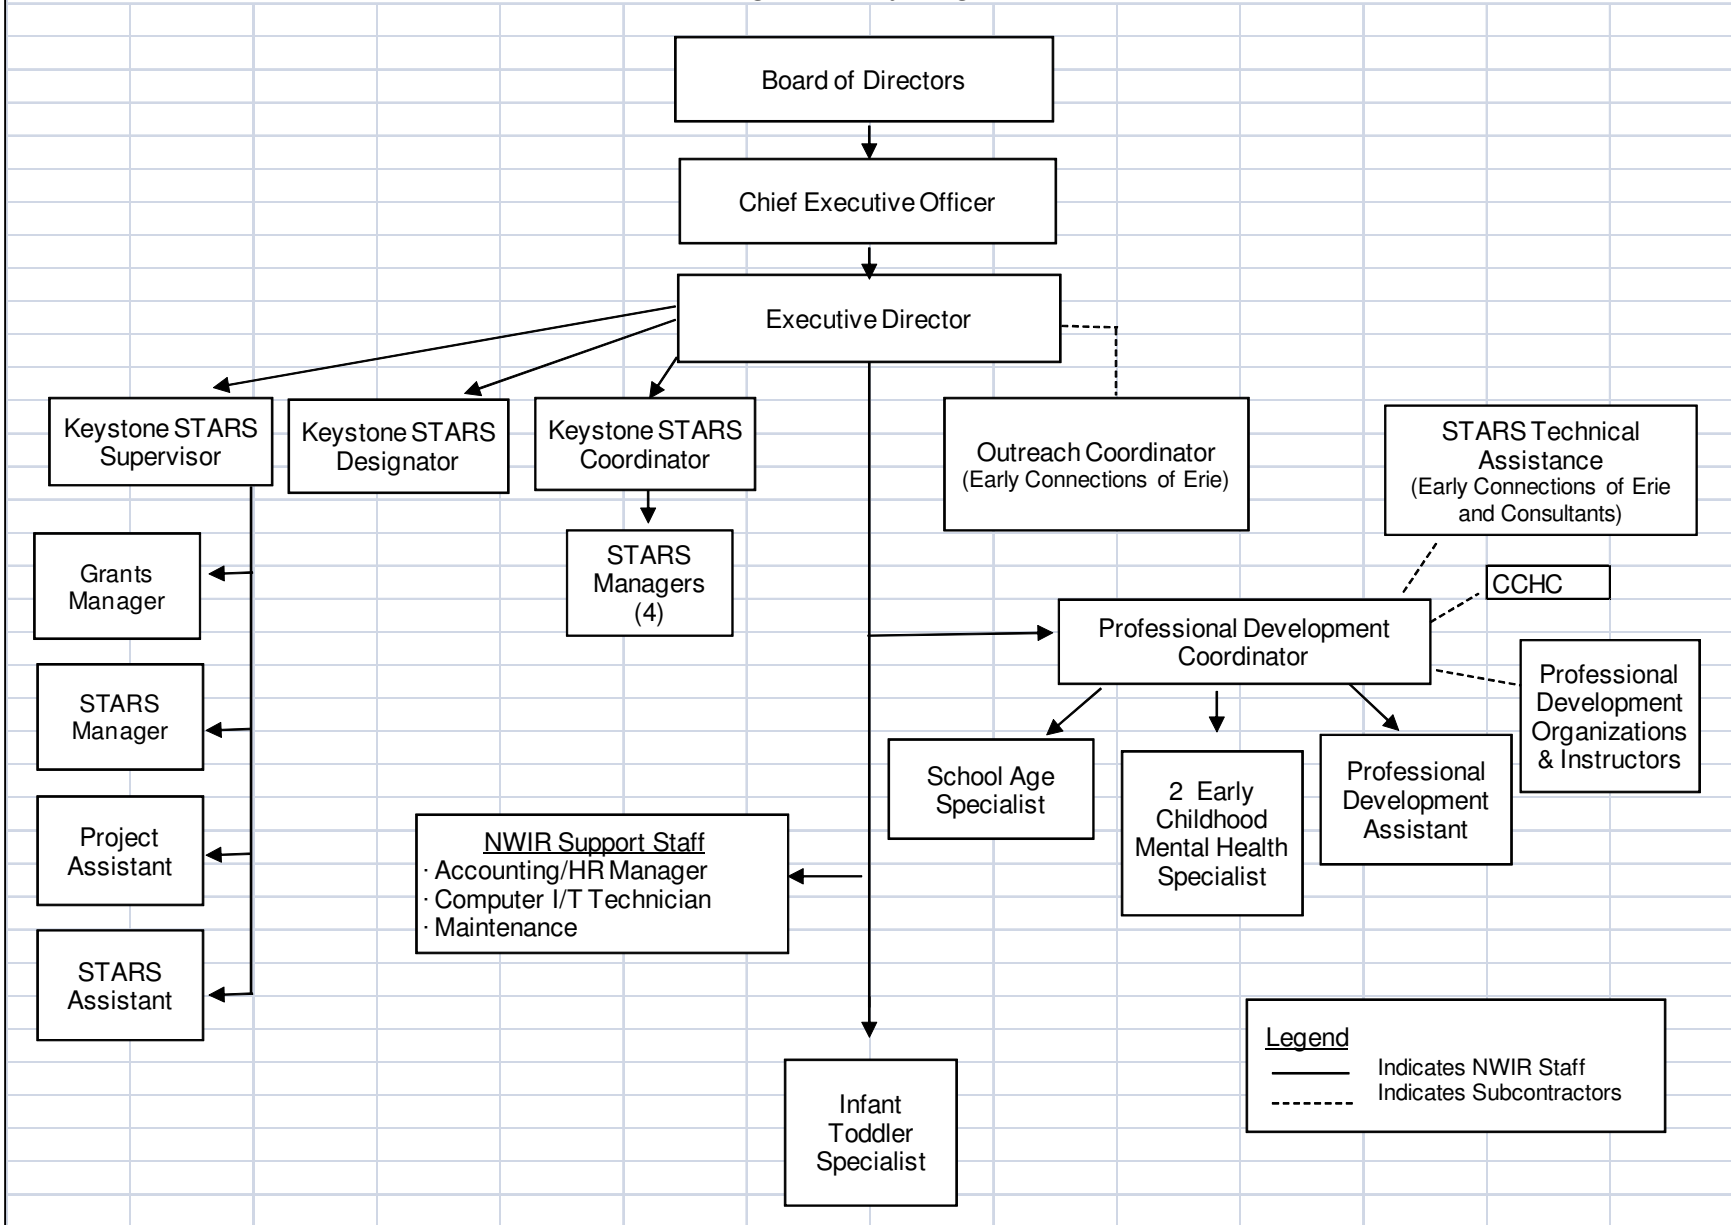 Board of Directors
Chief Executive Officer
Executive Director
Keystone STARS
Supervisor
Keystone STARS
Designator
Keystone STARS
Coordinator
Outreach Coordinator
(Early Connections of Erie)
STARS Technical
Assistance
(Early Connections of Erie
and Consultants)
Grants
Manager
STARS
Managers
(4)
CCHC
Professional Development
Coordinator
Professional
Development
Organizations
& Instructors
STARS
Manager
School Age
Specialist
2 Early
Childhood
Mental Health
Specialist
Professional
Development
Assistant
Project
Assistant
NWIR Support Staff
· Accounting/HR Manager
· Computer I/T Technician
· Maintenance
STARS
Assistant
Infant
Toddler
Specialist
Legend
Indicates NWIR Staff
Indicates Subcontractors